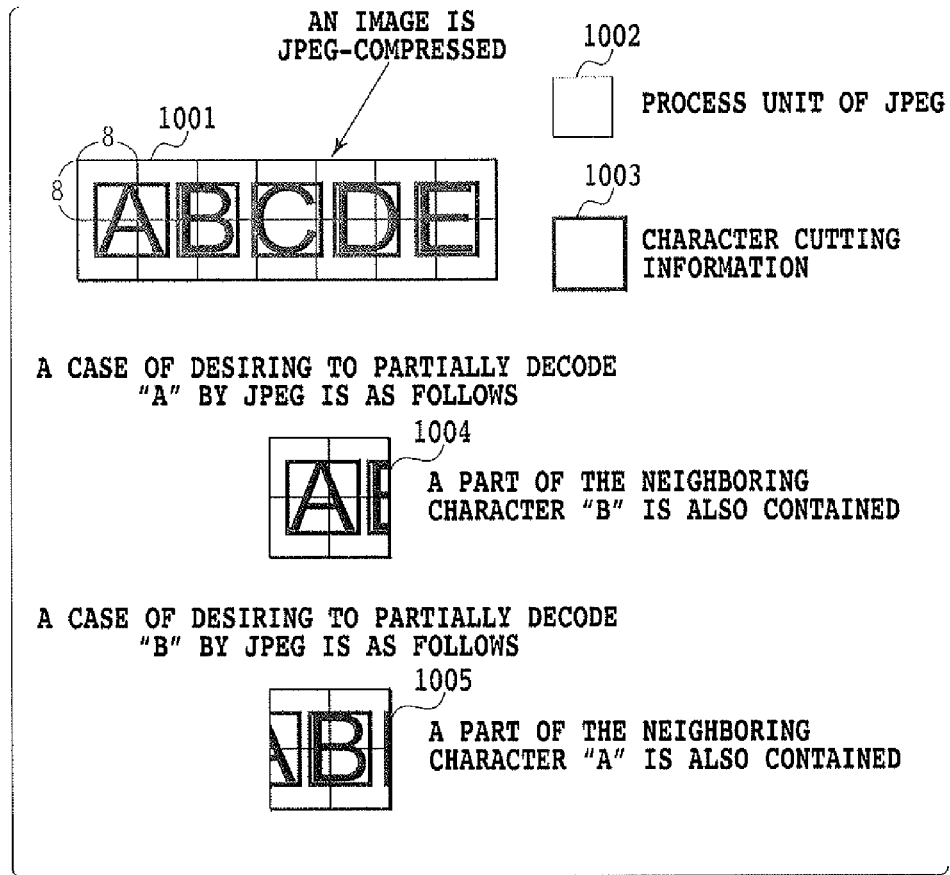 AN IMAGE IS
JPEG-COMPRESSED
1002
PROCESS UNIT OF JPEG
1001
8
8
ABCDE
1003
CHARACTER CUTTING
INFORMATION
A CASE OF DESIRING TO PARTIALLY DECODE
"A" BY JPEG IS AS FOLLOWS
1004
A
A PART OF THE NEIGHBORING
CHARACTER "B" IS ALSO CONTAINED
A CASE OF DESIRING TO PARTIALLY DECODE
"B" BY JPEG IS AS FOLLOWS
1005
B
A PART OF THE NEIGHBORING
CHARACTER "A" IS ALSO CONTAINED